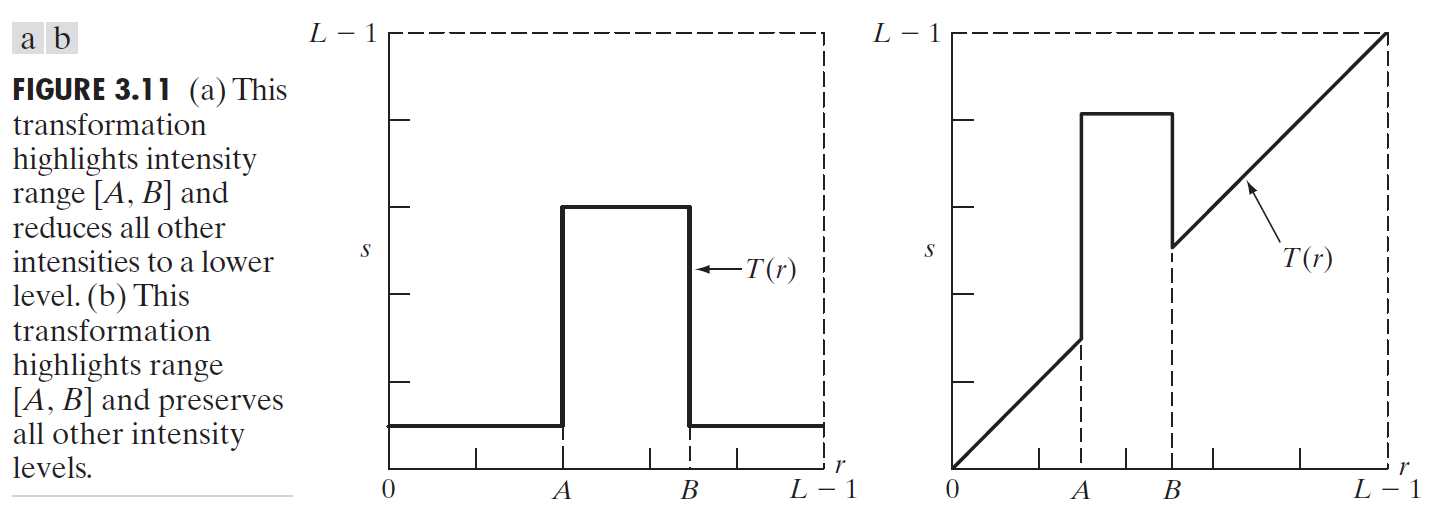 a b
FIGURE 3.11 (a) This
transformation
highlights intensity
range [A, B] and
reduces all other
intensities to a lower
level. (b) This
transformation
highlights range
[A, B] and preserves
all other intensity
levels.
L − 1
s
T(r)
r
0 A B L − 1
L − 1
s
T(r)
r
0 A B L − 1